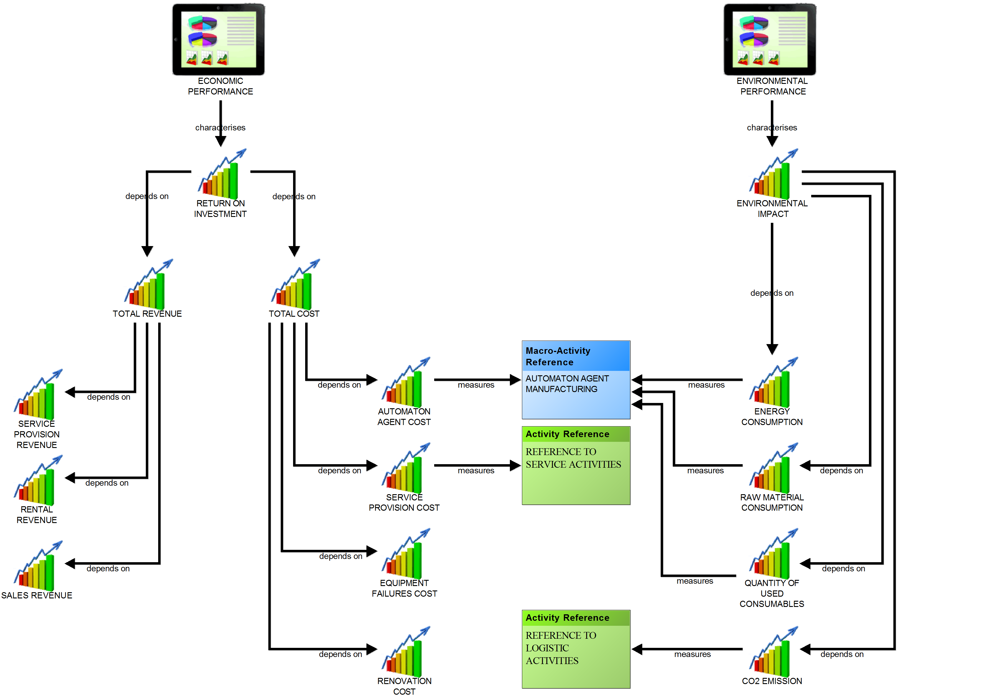 ECONOMIC
PERFORMANCE
ENVIRONMENTAL
PERFORMANCE
characterises
characterises
depends on
depends on
RETURN ON
INVESTMENT
ENVIRONMENTAL
IMPACT
depends on
TOTAL REVENUE
TOTAL COST
Macro-Activity
Reference
AUTOMATON AGENT
MANUFACTURING
depends on
measures
measures
depends on
AUTOMATON
AGENT COST
ENERGY
CONSUMPTION
SERVICE
PROVISION
REVENUE
Activity Reference
REFERENCE TO
SERVICE ACTIVITIES
depends on
measures
measures
depends on
depends on
SERVICE
PROVISION COST
RAW MATERIAL
CONSUMPTION
RENTAL
REVENUE
depends on
depends on
depends on
measures
EQUIPMENT
FAILURES COST
QUANTITY OF
USED
CONSUMABLES
SALES REVENUE
Activity Reference
REFERENCE TO
LOGISTIC
ACTIVITIES
depends on
measures
depends on
RENOVATION
COST
CO2 EMISSION